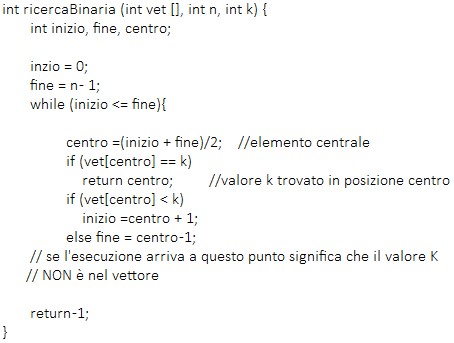 int ricercaBinaria (int vet [], int n, int k) {
int inizio, fine, centro;
inzio = 0;
fine = n- 1;
while (inizio <= fine){
centro =(inizio + fine)/2; //elemento centrale
if (vet[centro] == k)
return centro; //valore k trovato in posizione centro
if (vet[centro] < k)
inizio =centro + 1;
else fine = centro-1;
// se l'esecuzione arriva a questo punto significa che il valore K
// NON è nel vettore
return-1;
}